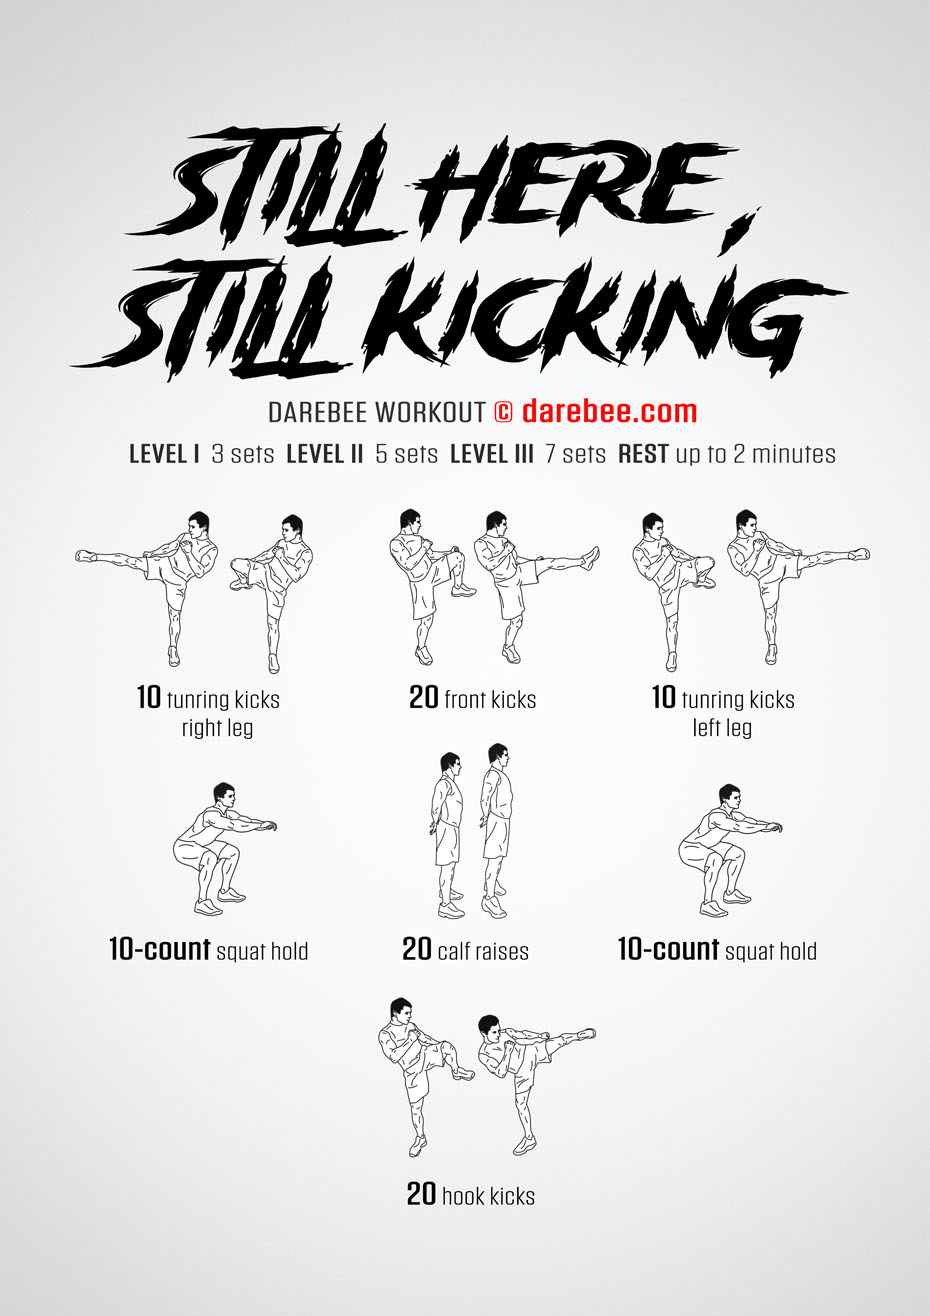 STILL HERE,
STILL KICKING
DAREBEE WORKOUT © darebee.com
LEVEL I 3 sets LEVEL II 5 sets LEVEL III 7 sets REST up to 2 minutes
10 tunring kicks
right leg
20 front kicks
10 tunring kicks
left leg
10-count squat hold
20 calf raises
10-count squat hold
20 hook kicks